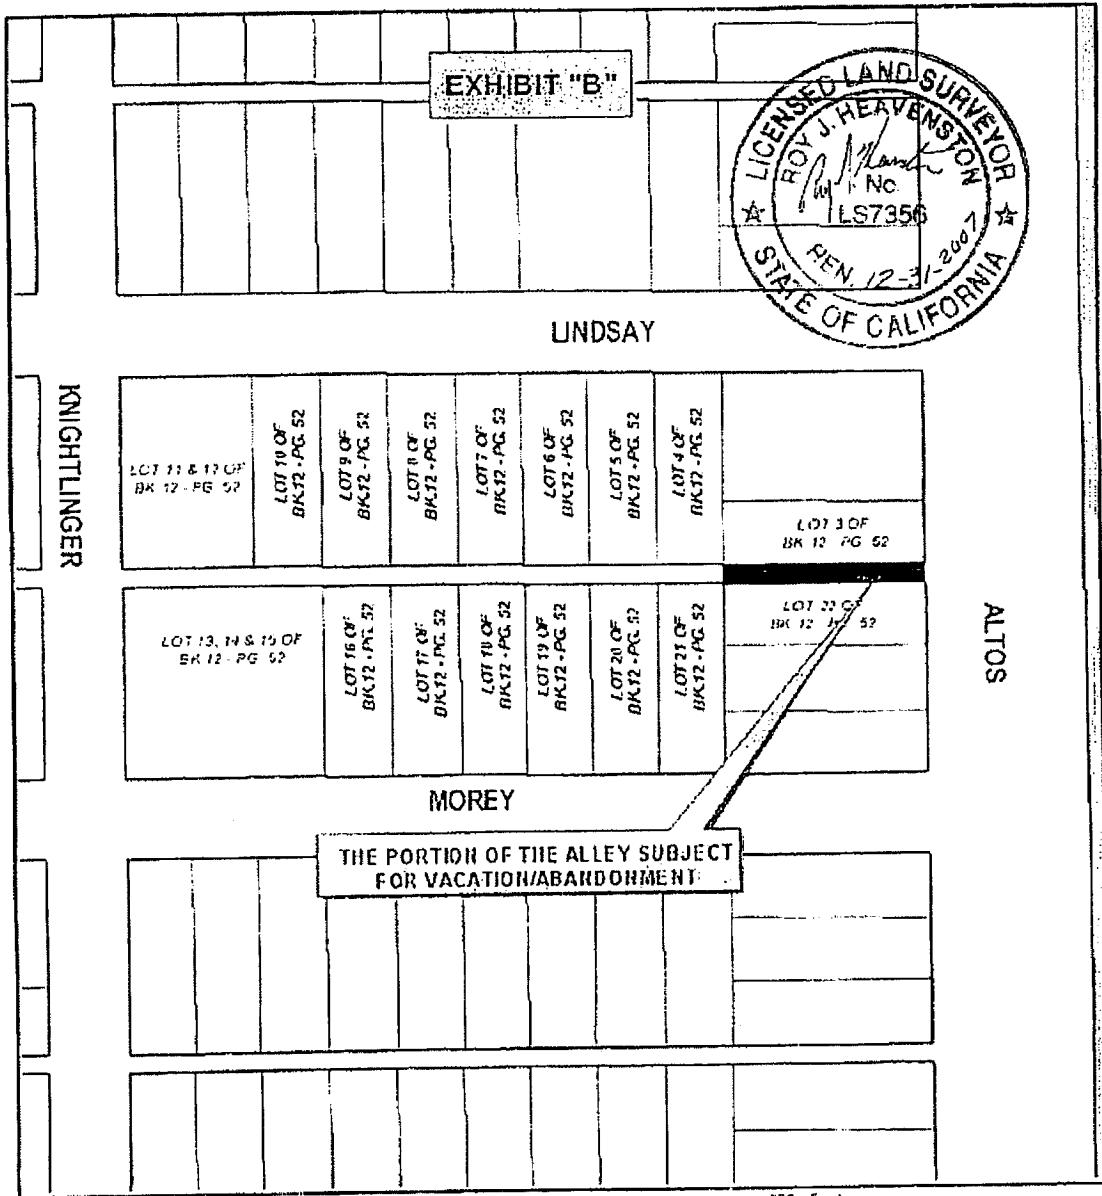 EXHIBIT "B"
LICENSED LAND SURVEYOR
ROY J. HEAVENSTON
No.
LS7356
REN. 12-31-2007
STATE OF CALIFORNIA
LINDSAY
KNIGHTLINGER
LOT 11 & 12 OF
BK 12 - PG. 52
LOT 10 OF
BK.12 - PG. 52
LOT 9 OF
BK.12 - PG. 52
LOT 8 OF
BK.12 - PG. 52
LOT 7 OF
BK.12 - PG. 52
LOT 6 OF
BK.12 - PG. 52
LOT 5 OF
BK.12 - PG. 52
LOT 4 OF
BK.12 - PG. 52
LOT 3 OF
BK 12 - PG. 52
LOT 13, 14 & 15 OF
BK 12 - PG. 52
LOT 16 OF
BK.12 - PG. 52
LOT 17 OF
BK.12 - PG. 52
LOT 18 OF
BK.12 - PG. 52
LOT 19 OF
BK.12 - PG. 52
LOT 20 OF
BK.12 - PG. 52
LOT 21 OF
BK.12 - PG. 52
LOT 22 OF
BK 12 - PG. 52
ALTOS
MOREY
THE PORTION OF THE ALLEY SUBJECT
FOR VACATION/ABANDONMENT